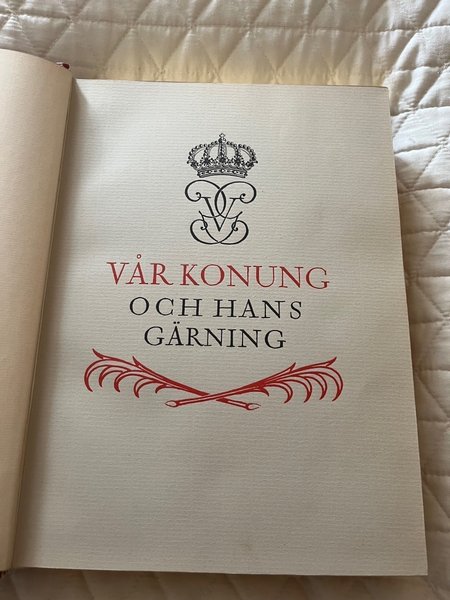 VÅR KONUNG
OCH HANS
GÄRNING